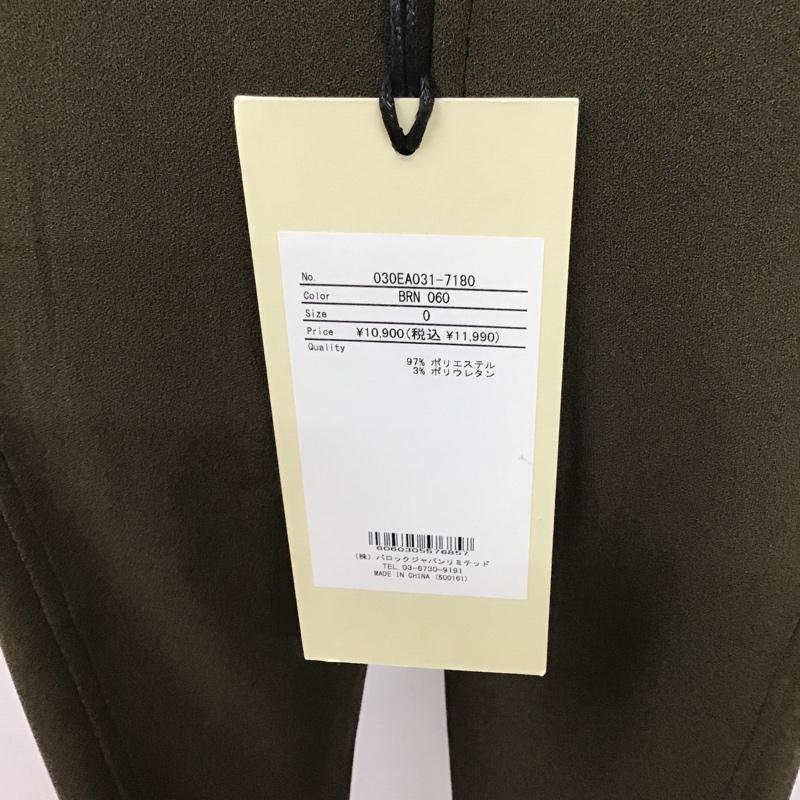 No. 030EA031-7180
Color BRN 060
Size 0
Price ¥10,900(税込 ¥11,990)
Quality
97% ポリエステル
3% ポリウレタン
6060305576857
(株) バロックジャパンリミテッド
TEL.03-6730-9191
MADE IN CHINA (500161)